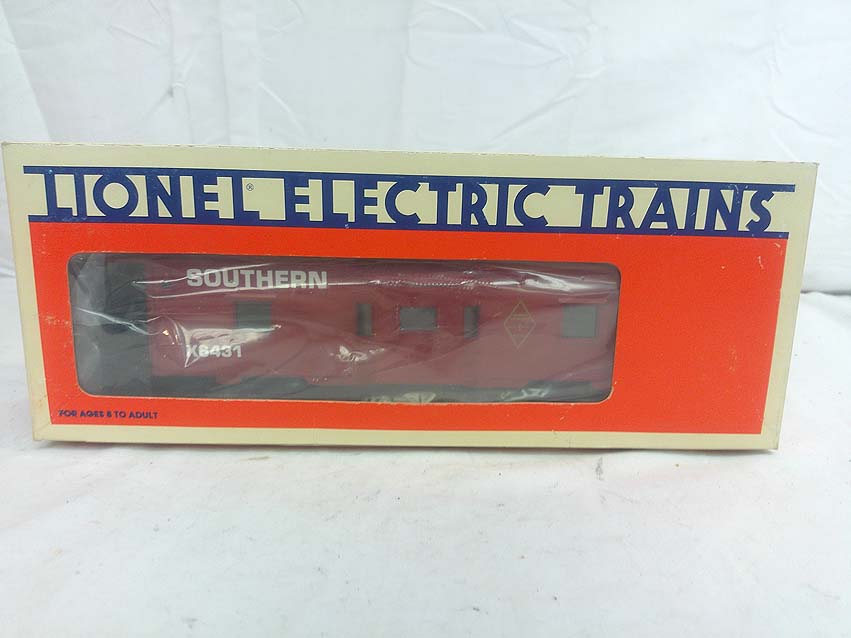 LIONEL® ELECTRIC TRAINS
SOUTHERN
X6431
FOR AGES 8 TO ADULT